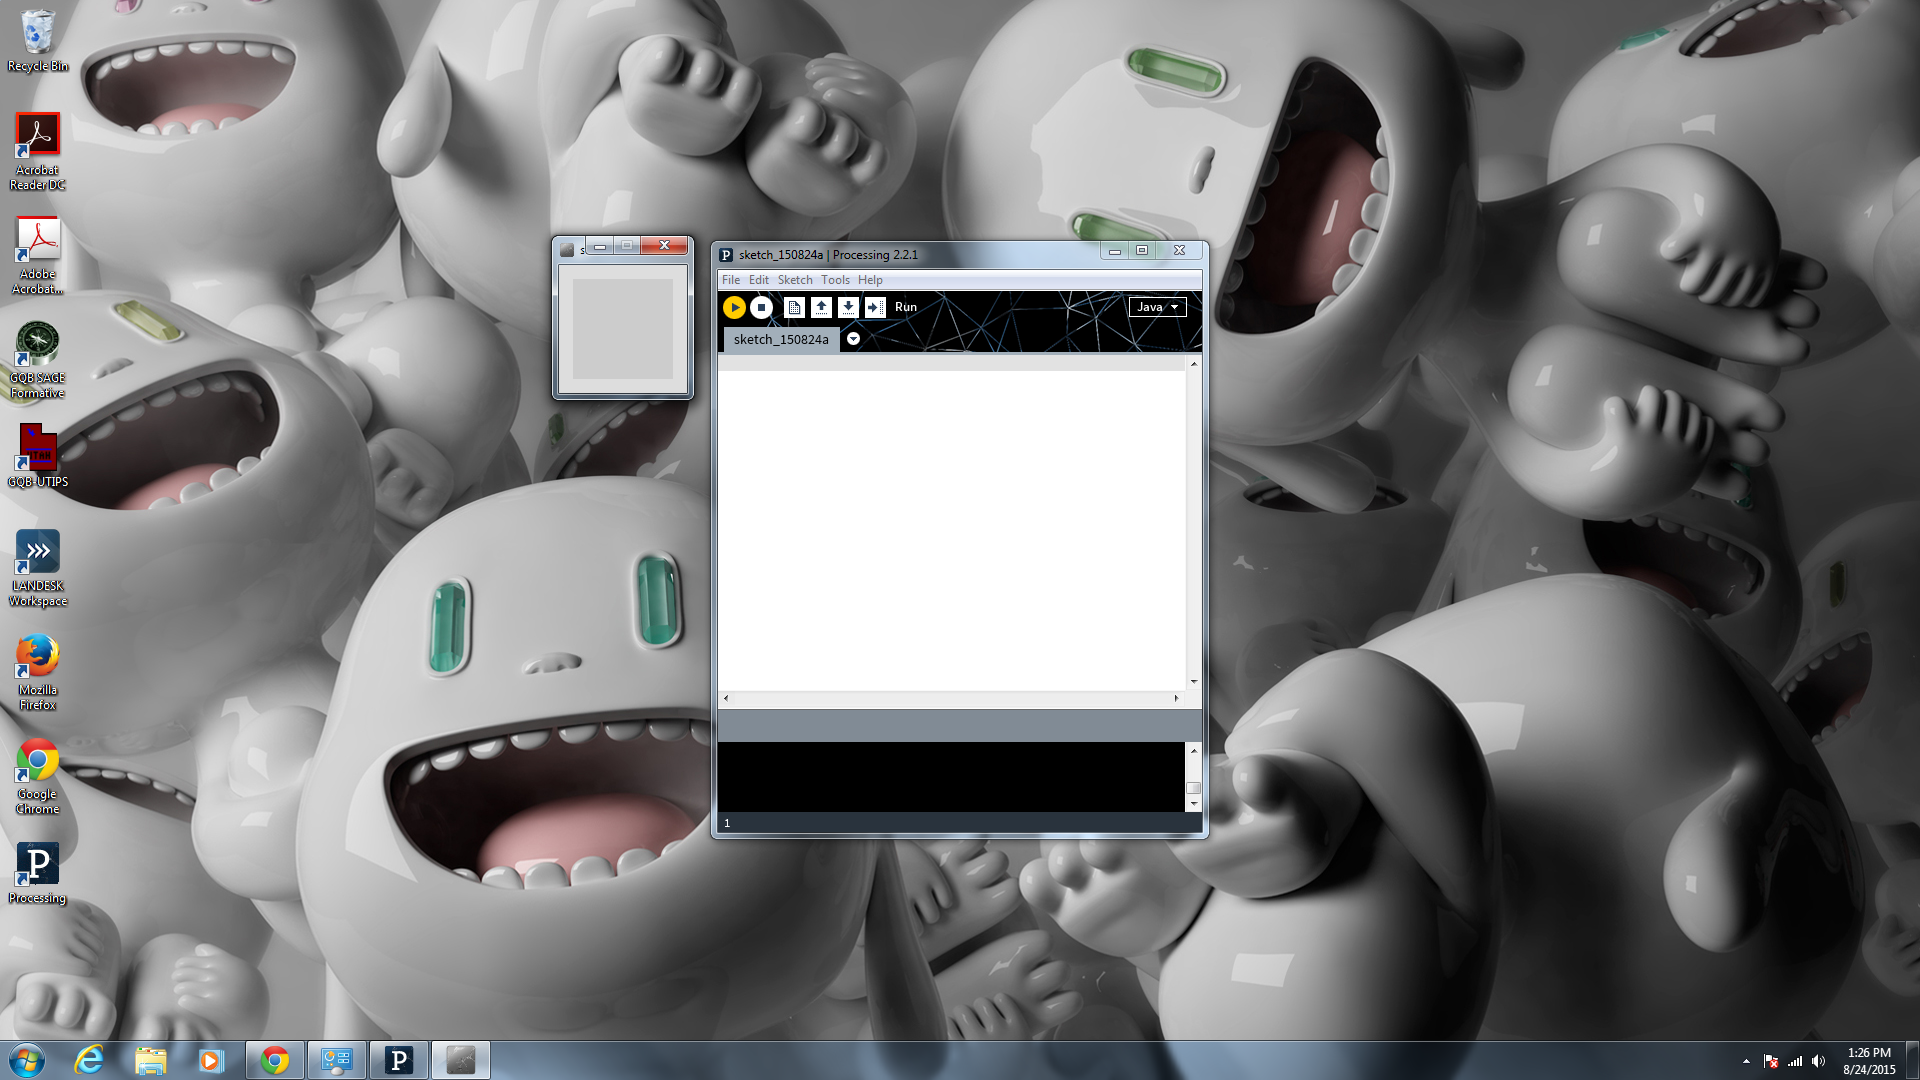 Recycle Bin
Acrobat
Reader DC
Adobe
Acrobat...
GQB SAGE
Formative
UTAH
GQB-UTIPS
LANDESK
Workspace
Mozilla
Firefox
Google
Chrome
P
Processing
s
P sketch_150824a | Processing 2.2.1
File Edit Sketch Tools Help
Run
Java
sketch_150824a
1
P
1:26 PM
8/24/2015